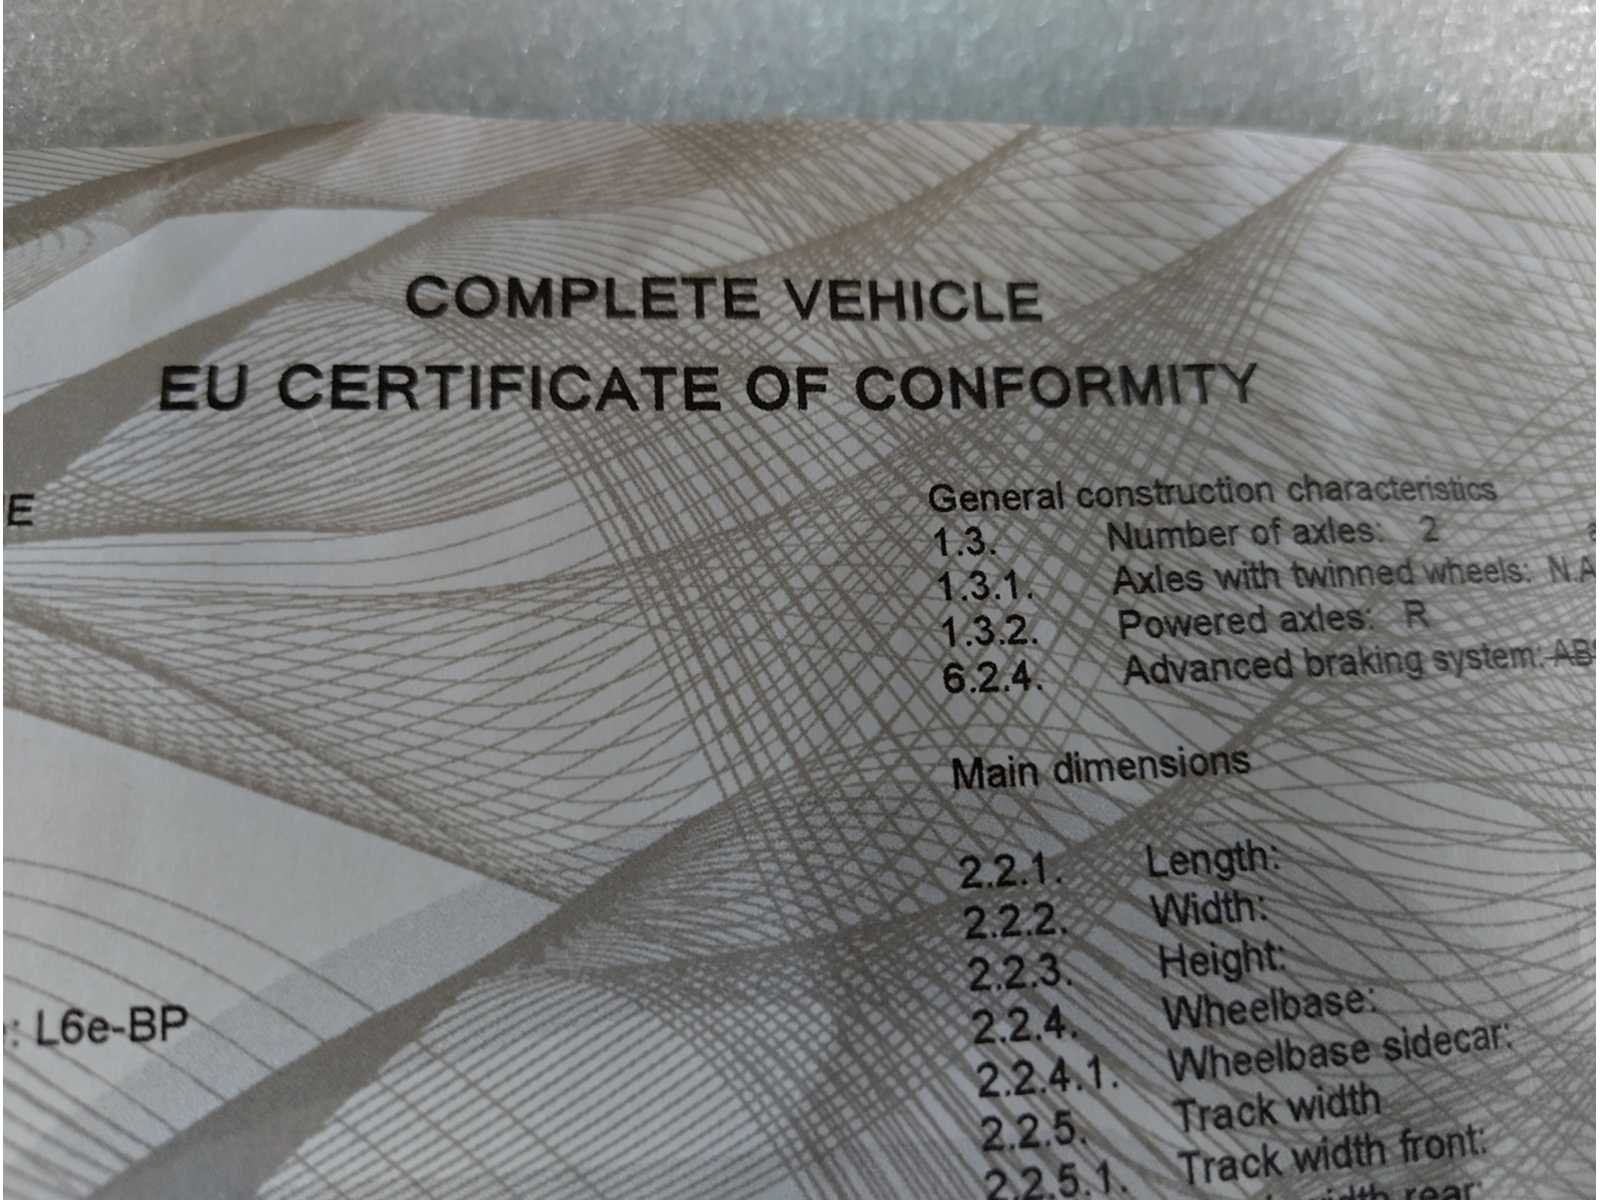 COMPLETE VEHICLE
EU CERTIFICATE OF CONFORMITY
E
General construction characteristics
1.3. Number of axles: 2
1.3.1. Axles with twinned wheels: N.A
1.3.2. Powered axles: R
6.2.4. Advanced braking system: ABS
Main dimensions
2.2.1. Length:
2.2.2. Width:
2.2.3. Height:
: L6e-BP
2.2.4. Wheelbase:
2.2.4.1. Wheelbase sidecar:
2.2.5. Track width
2.2.5.1. Track width front:
width rear: